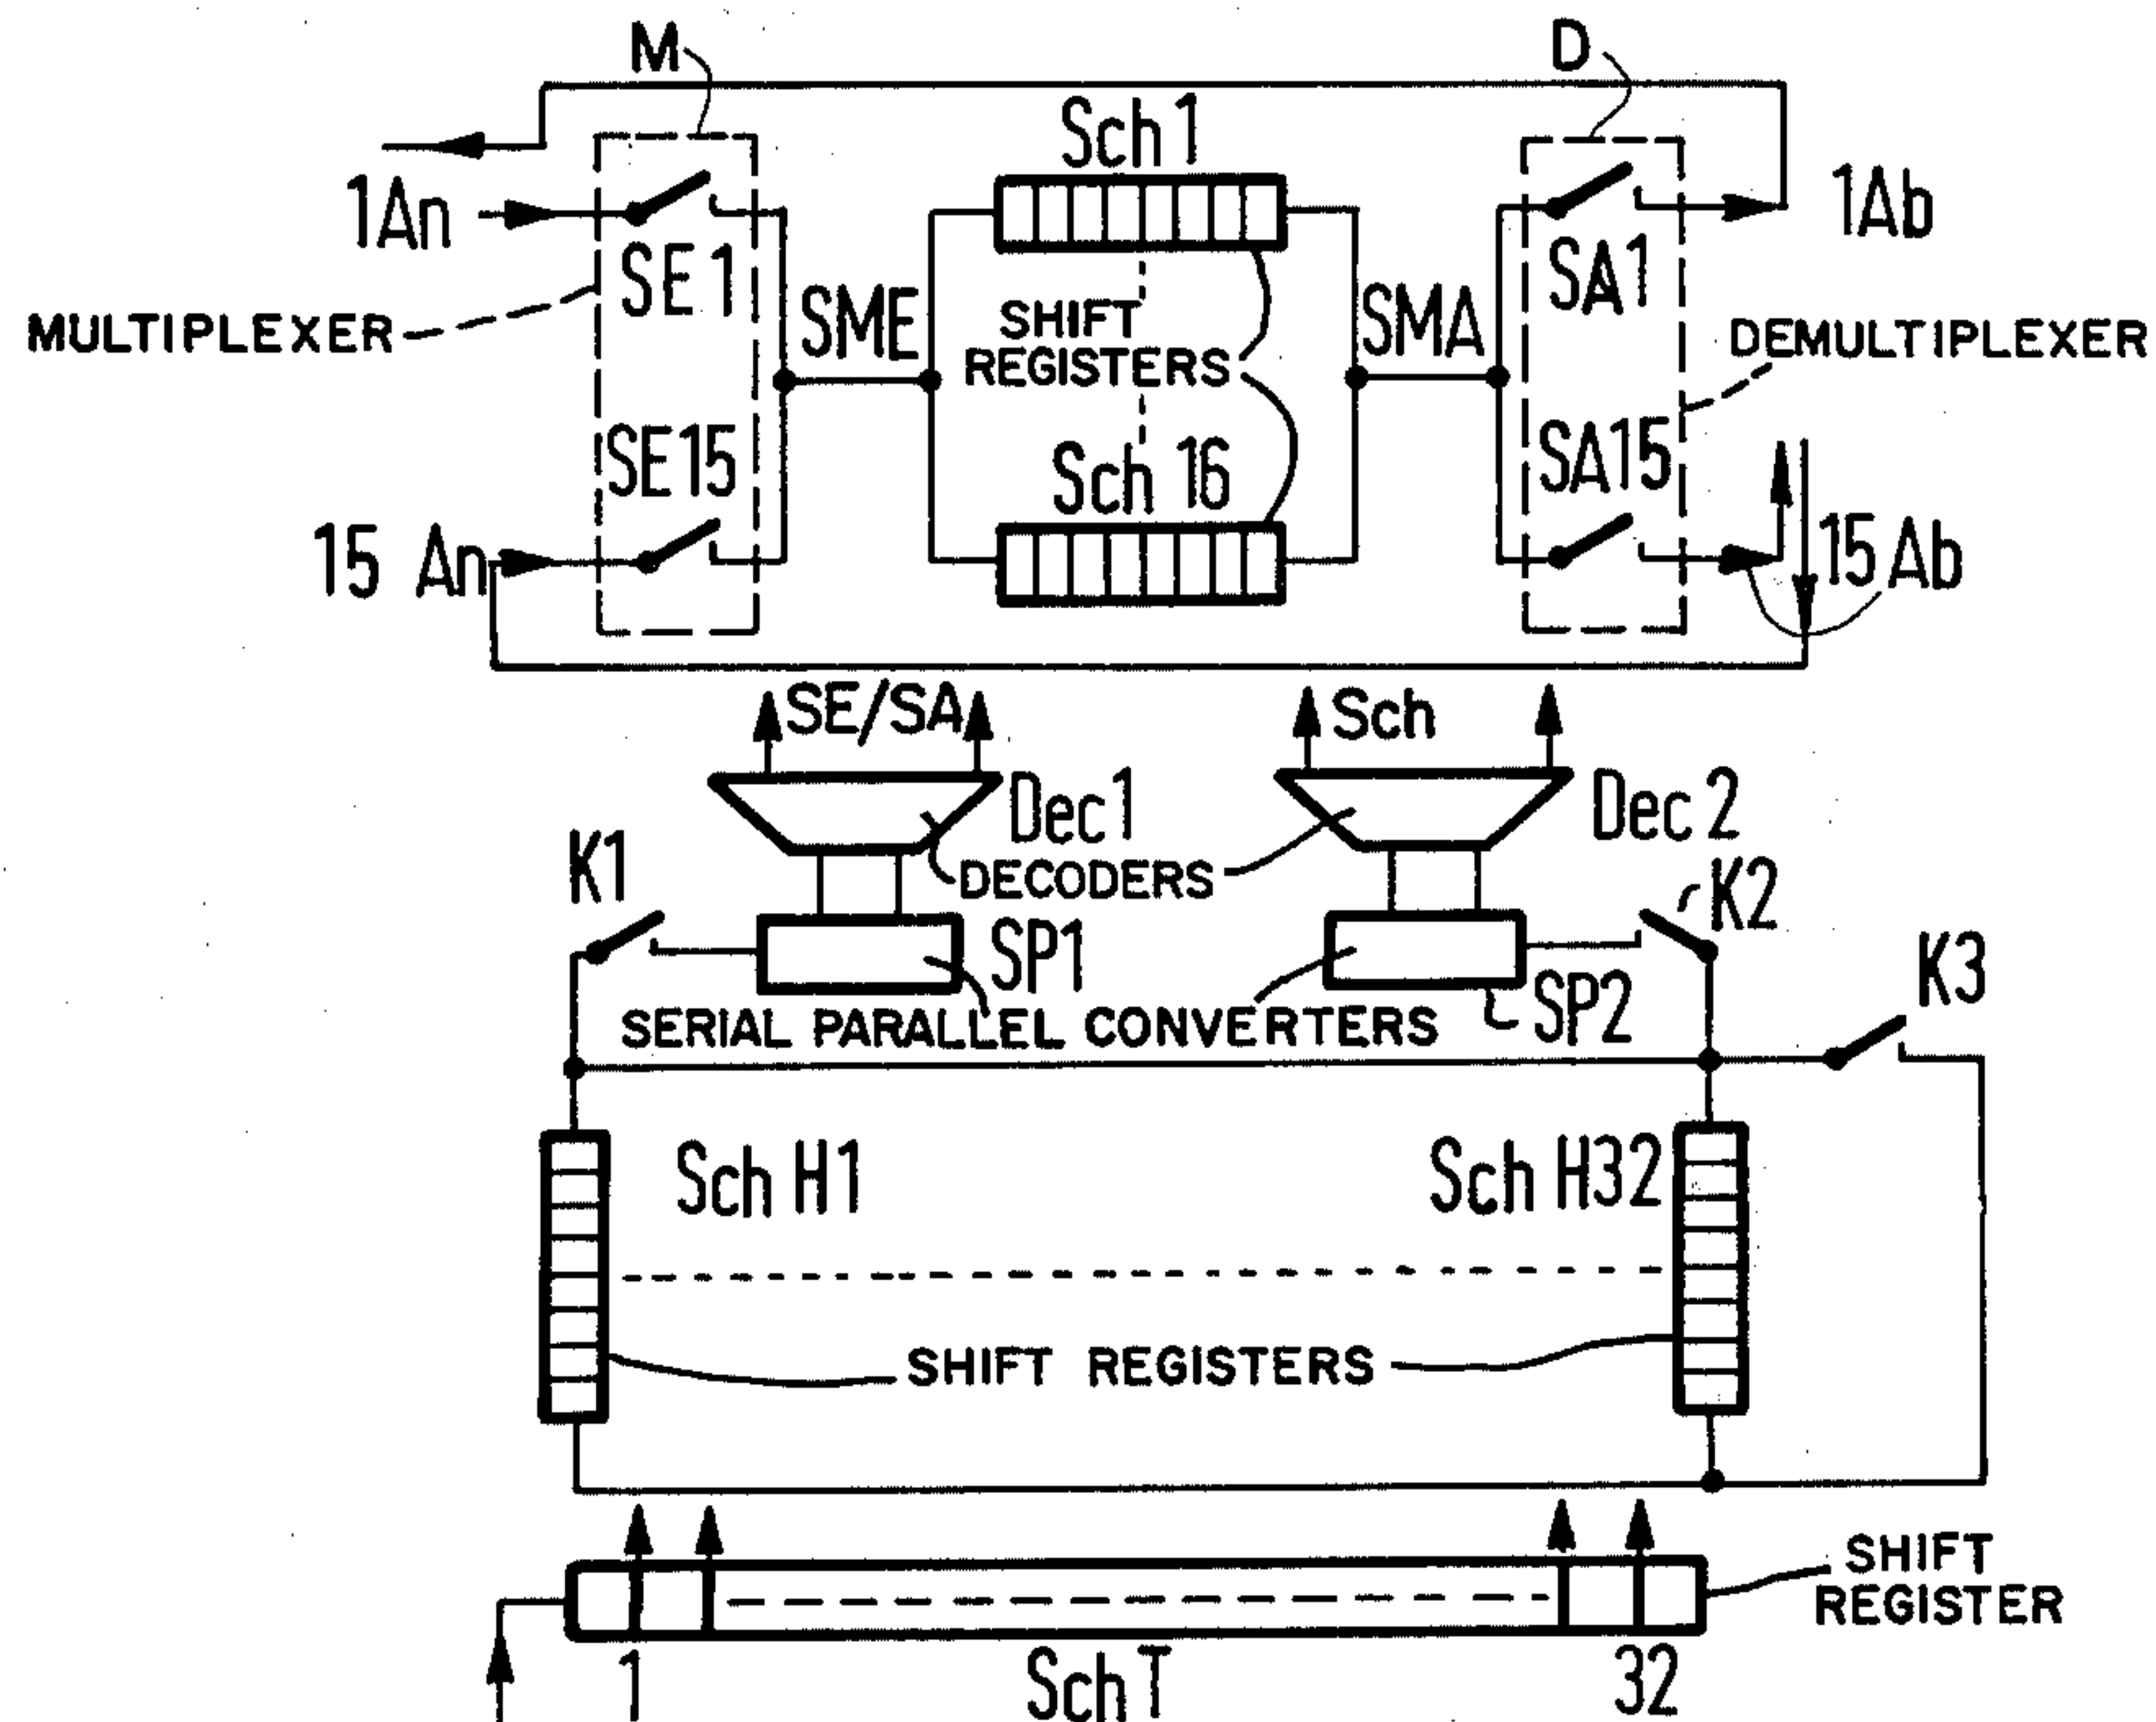 M
D
Sch 1
1An
1Ab
SE 1
SA1
MULTIPLEXER
SME
SHIFT
REGISTERS
SMA
DEMULTIPLEXER
SE15
Sch 16
SA15
15 An
15 Ab
SE/SA
Sch
Dec 1
Dec 2
K1
DECODERS
K2
SP1
K3
SP2
SERIAL PARALLEL CONVERTERS
Sch H1
Sch H32
SHIFT REGISTERS
SHIFT
REGISTER
1
Sch T
32